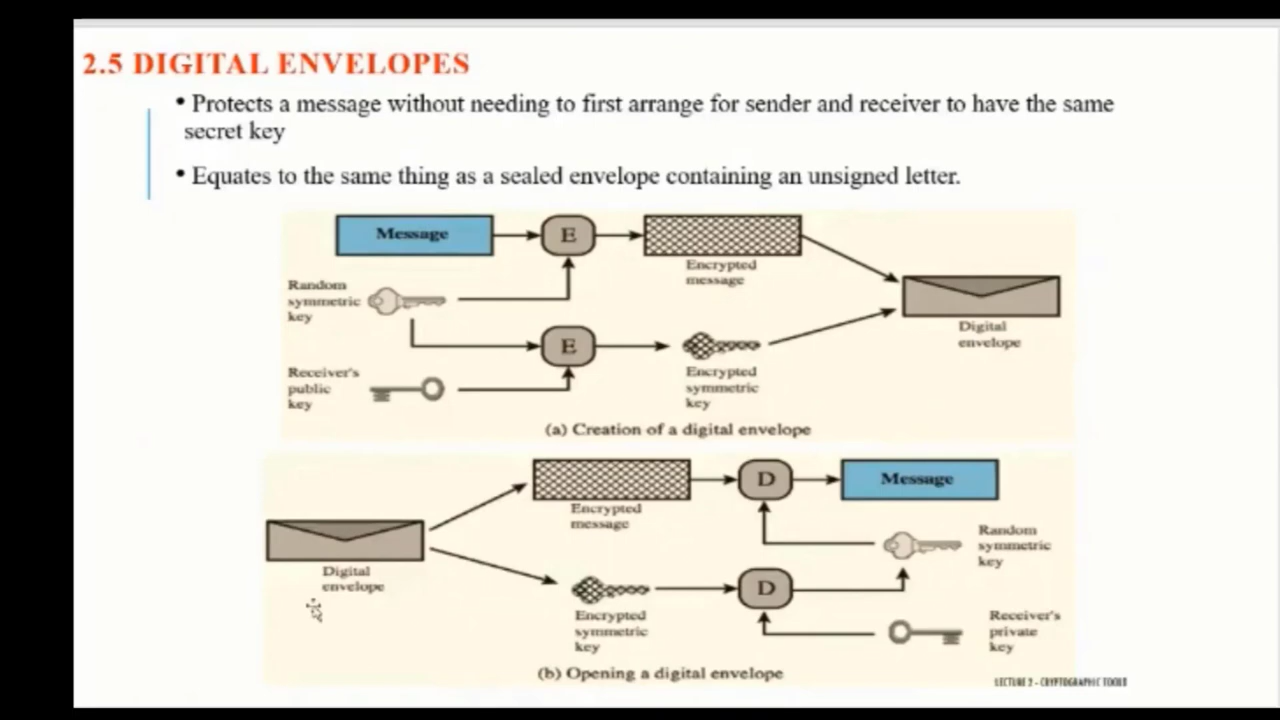 2.5 DIGITAL ENVELOPES
• Protects a message without needing to first arrange for sender and receiver to have the same
secret key
• Equates to the same thing as a sealed envelope containing an unsigned letter.
Message
E
Encrypted
message
Random
symmetric
key
Digital
envelope
E
Receiver's
public
key
Encrypted
symmetric
key
(a) Creation of a digital envelope
D
Message
Encrypted
message
Random
symmetric
key
Digital
envelope
D
Encrypted
symmetric
key
Receiver's
private
key
(b) Opening a digital envelope
LECTURE 2 - CRYPTOGRAPHIC TOOLS